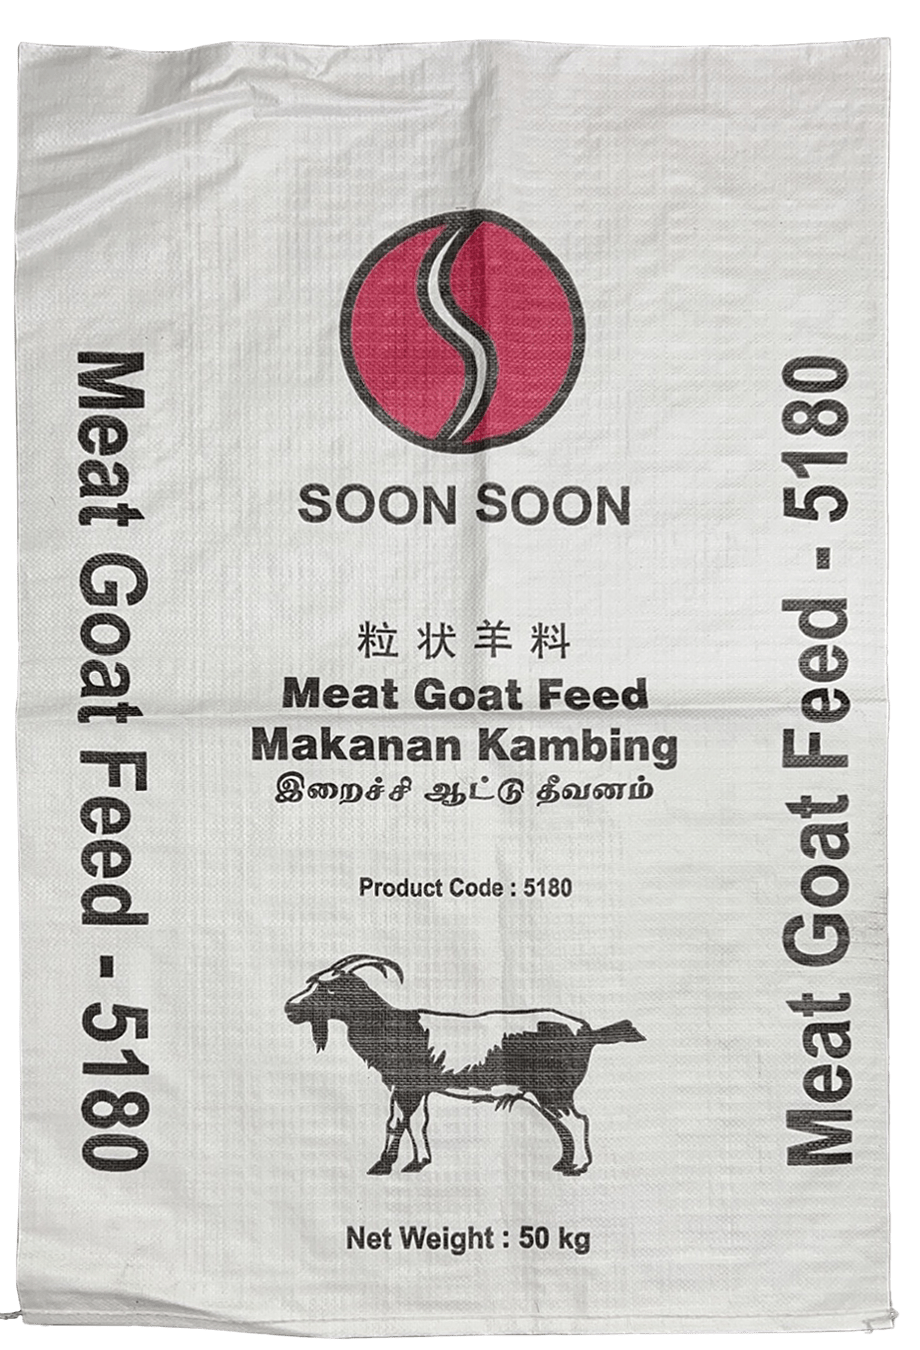 SOON SOON
粒状羊料
Meat Goat Feed
Makanan Kambing
இறைச்சி ஆட்டு தீவனம்
Product Code : 5180
Net Weight : 50 kg
Meat Goat Feed - 5180
Meat Goat Feed - 5180